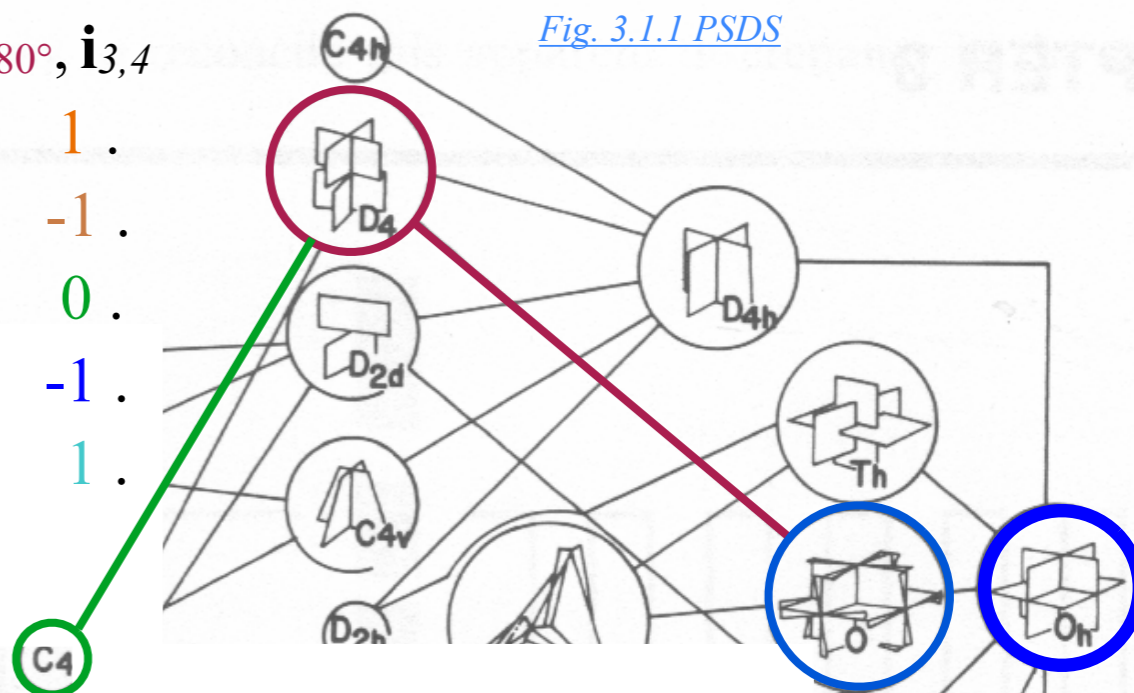 Fig. 3.1.1 PSDS
80°, i3,4
1 .
-1 .
0 .
-1 .
1 .
C4h
D4
D4h
D2d
Th
C4v
D2h
O
Oh
C4